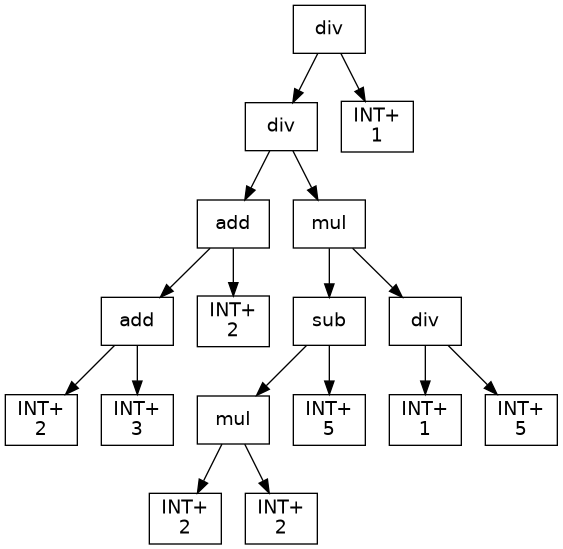 div
div
INT+
1
add
mul
add
INT+
2
sub
div
INT+
2
INT+
3
mul
INT+
5
INT+
1
INT+
5
INT+
2
INT+
2